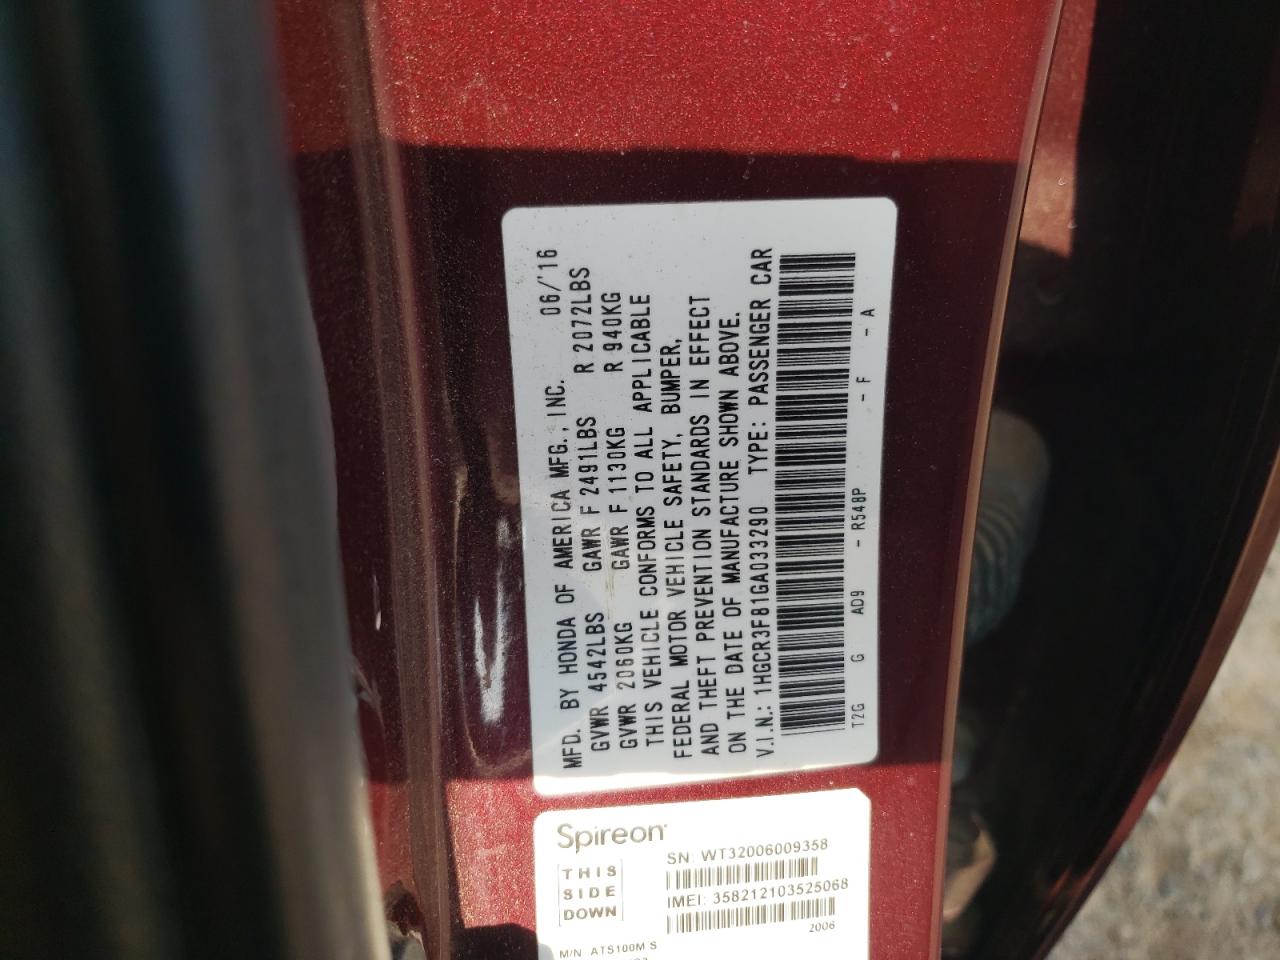 MFD. BY HONDA OF AMERICA MFG., INC. 06/'16
GVWR 4542LBS GAWR F 2491LBS R 2072LBS
GVWR 2060KG GAWR F 1130KG R 940KG
THIS VEHICLE CONFORMS TO ALL APPLICABLE
FEDERAL MOTOR VEHICLE SAFETY, BUMPER,
AND THEFT PREVENTION STANDARDS IN EFFECT
ON THE DATE OF MANUFACTURE SHOWN ABOVE.
V.I.N.: 1HGCR3F81GA033290 TYPE: PASSENGER CAR
T2G G AD9 - R548P - F - A
Spireon
THIS
SIDE
DOWN
SN: WT32006009358
IMEI: 358212103525068
2006
M/N ATS100M S